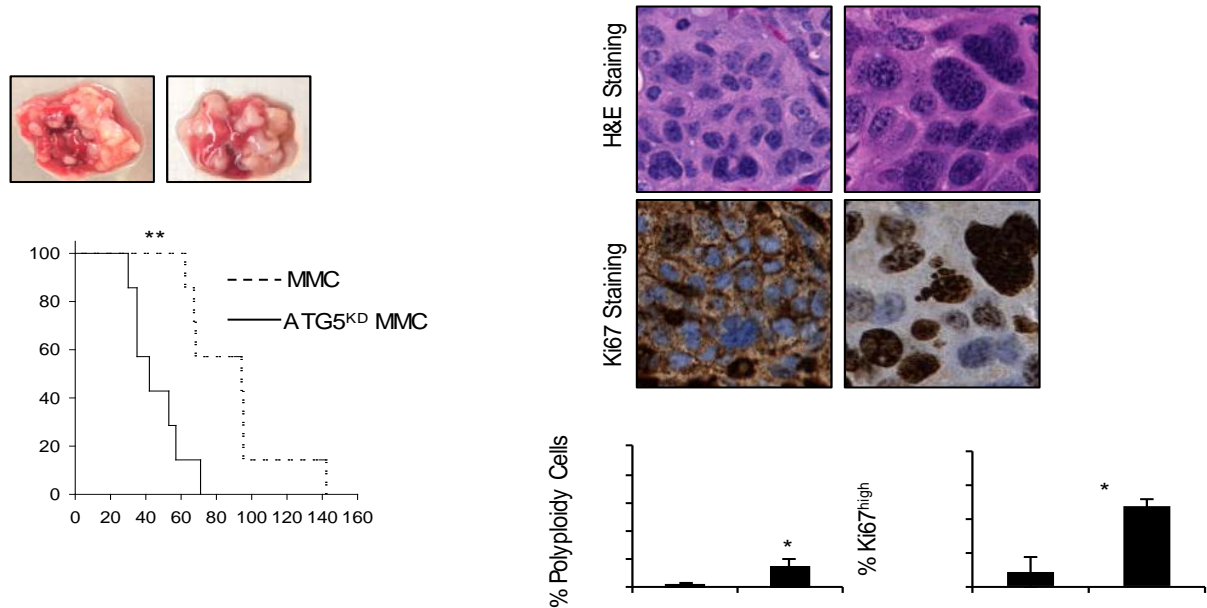 H&E Staining
Ki67 Staining
**
100
80
60
40
20
0
0 20 40 60 80 100 120 140 160
MMC
ATG5ᴷᴰ MMC
% Polyploidy Cells
*
% Ki67ʰⁱᵍʰ
*